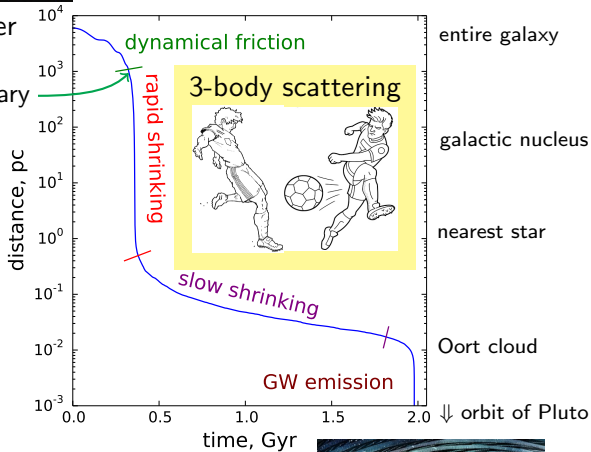 er
ary
10^4
10^3
10^2
10^1
10^0
10^-1
10^-2
10^-3
distance, pc
dynamical friction
rapid shrinking
3-body scattering
slow shrinking
GW emission
0.0 0.5 1.0 1.5 2.0
time, Gyr
entire galaxy
galactic nucleus
nearest star
Oort cloud
⇓ orbit of Pluto